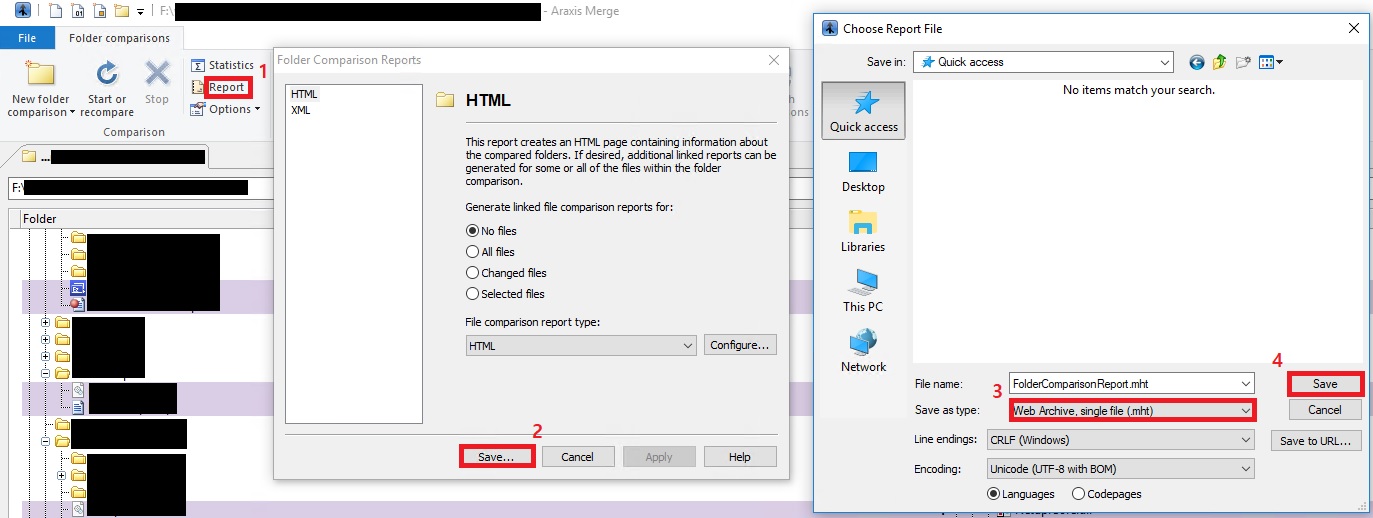 F:\ - Araxis Merge
File Folder comparisons
New folder comparison
Start or recompare
Stop
Statistics
1
Report
Options
Comparison
...
F:\
Folder
Folder Comparison Reports
HTML
XML
HTML
This report creates an HTML page containing information about
the compared folders. If desired, additional linked reports can be
generated for some or all of the files within the folder
comparison.
Generate linked file comparison reports for:
No files
All files
Changed files
Selected files
File comparison report type:
HTML
Configure...
2
Save... Cancel Apply Help
Choose Report File
Save in: Quick access
No items match your search.
Quick access
Desktop
Libraries
This PC
Network
File name: FolderComparisonReport.mht
4
Save
3
Save as type: Web Archive, single file (.mht)
Cancel
Line endings: CRLF (Windows)
Save to URL...
Encoding: Unicode (UTF-8 with BOM)
Languages Codepages